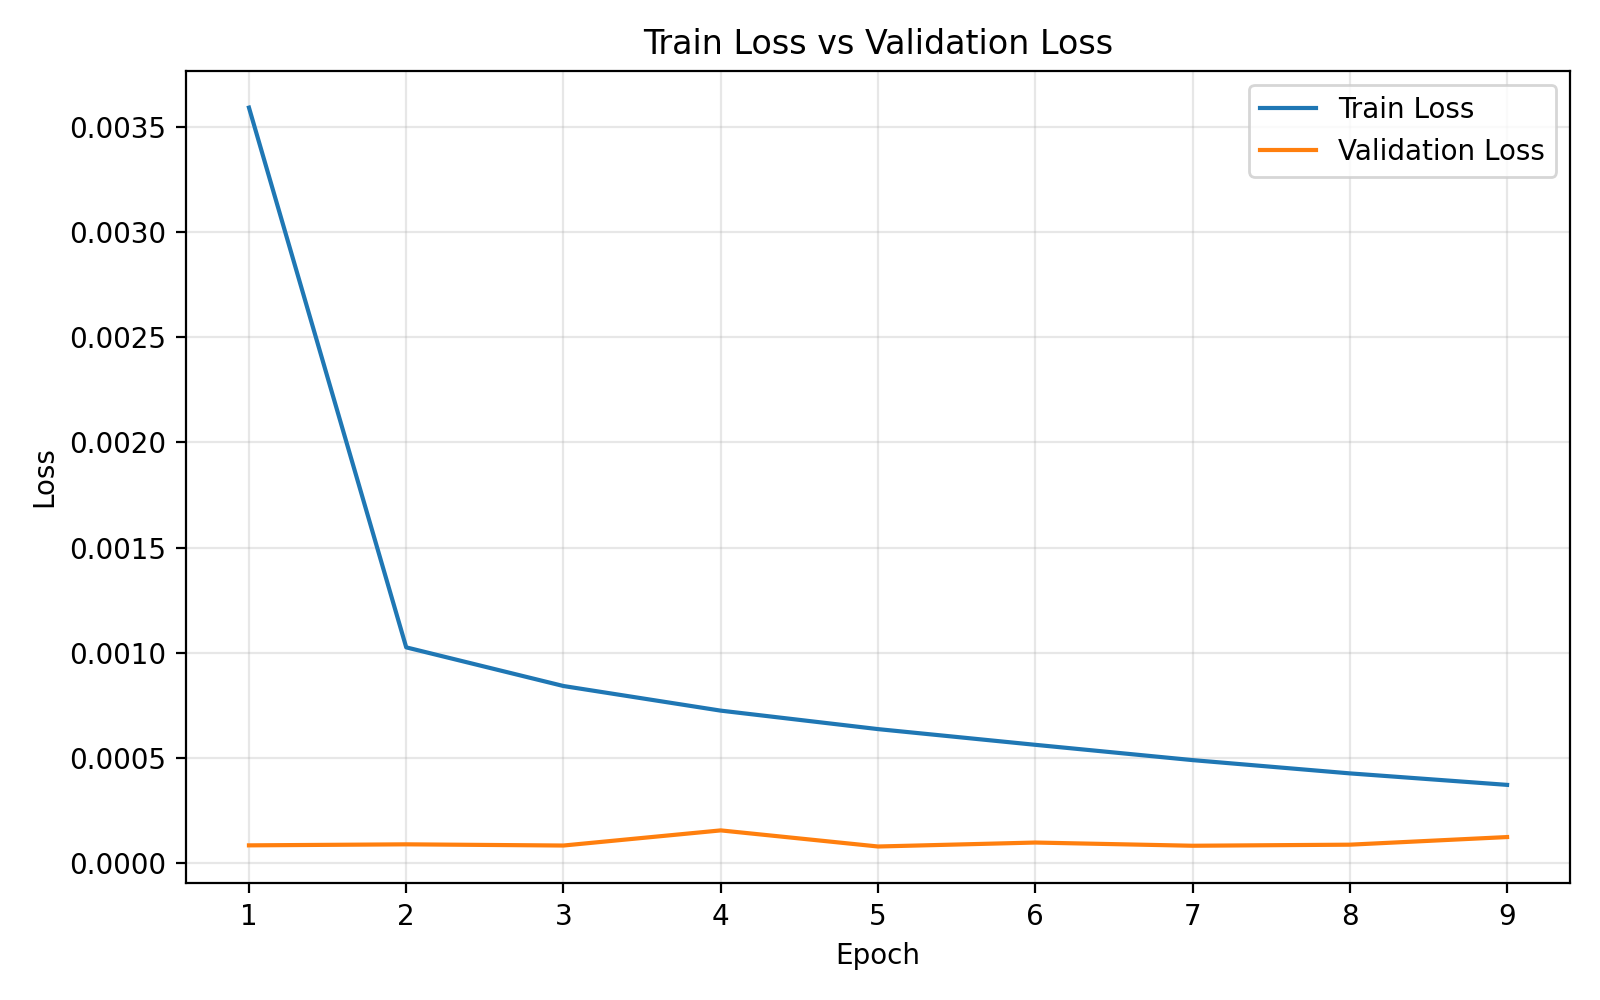 Train Loss vs Validation Loss
Train Loss
Validation Loss
0.0035
0.0030
0.0025
0.0020
0.0015
0.0010
0.0005
0.0000
Loss
1 2 3 4 5 6 7 8 9
Epoch